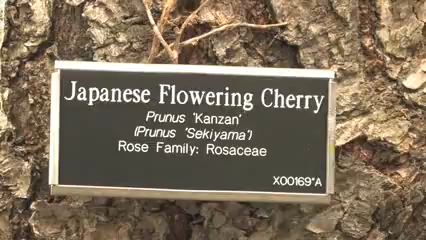 Japanese Flowering Cherry
Prunus 'Kanzan'
(Prunus 'Sekiyama')
Rose Family: Rosaceae
X00169*A